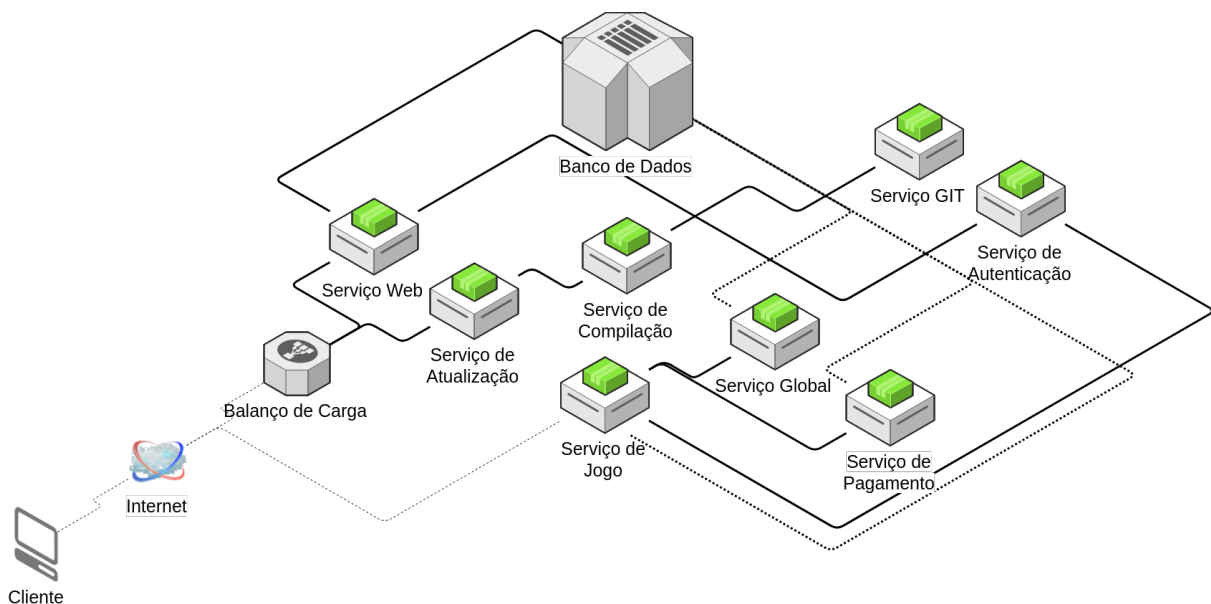 Banco de Dados
Serviço GIT
Serviço de
Autenticação
Serviço Web
Serviço de
Compilação
Serviço de
Atualização
Serviço Global
Balanço de Carga
Serviço de
Jogo
Serviço de
Pagamento
Internet
Cliente